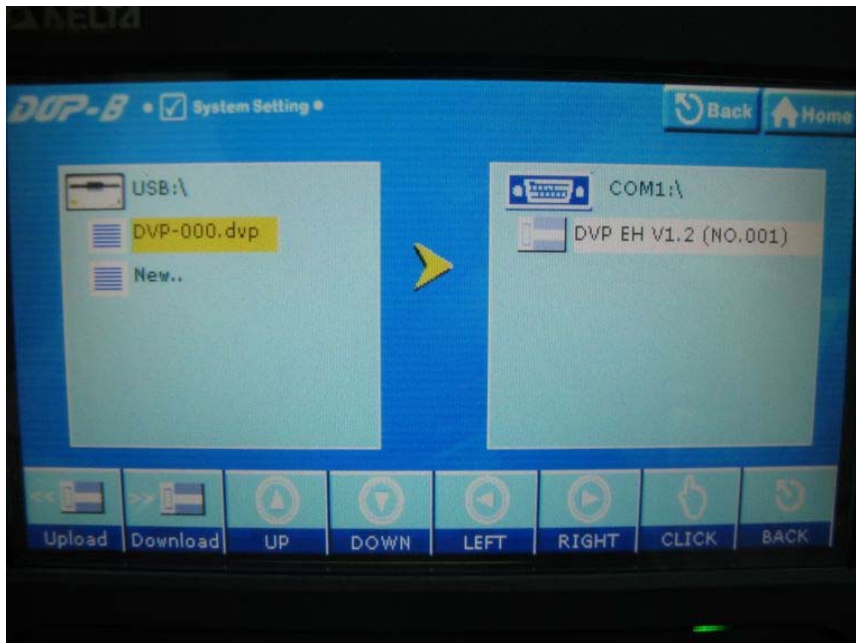 DELTA
DOP-B • System Setting •
Back
Home
USB:\
DVP-000.dvp
New..
COM1:\
DVP EH V1.2 (NO.001)
<< >>
Upload Download UP DOWN LEFT RIGHT CLICK BACK